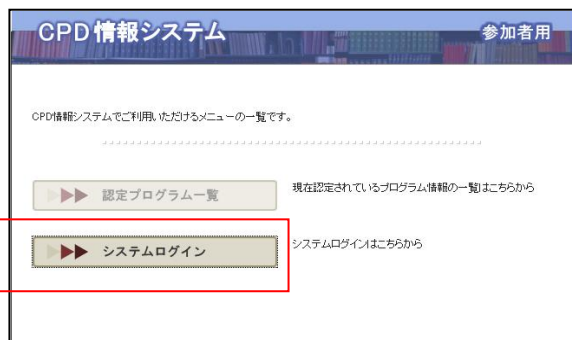 CPD情報システム
参加者用
CPD情報システムでご利用いただけるメニューの一覧です。
認定プログラム一覧
現在認定されているプログラム情報の一覧はこちらから
システムログイン
システムログインはこちらから